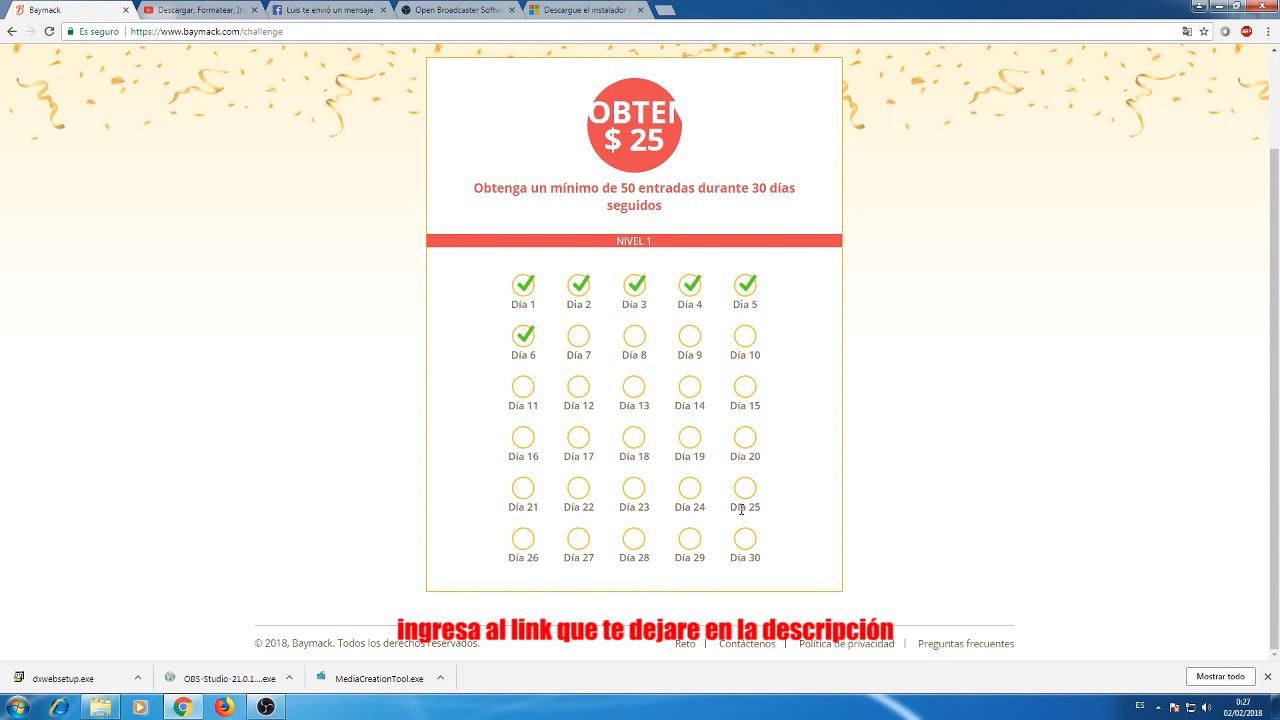 Baymack
Descargar, Formatear, In
Luis te envió un mensaje
Open Broadcaster Softw
Descargue el instalador
Es seguro
https://www.baymack.com/challenge
OBTEN
$ 25
Obtenga un mínimo de 50 entradas durante 30 días
seguidos
NIVEL 1
Día 1 Día 2 Día 3 Día 4 Día 5
Día 6 Día 7 Día 8 Día 9 Día 10
Día 11 Día 12 Día 13 Día 14 Día 15
Día 16 Día 17 Día 18 Día 19 Día 20
Día 21 Día 22 Día 23 Día 24 Día 25
Día 26 Día 27 Día 28 Día 29 Día 30
ingresa al link que te dejare en la descripción
© 2018, Baymack. Todos los derechos reservados.
Reto | Contáctenos | Política de privacidad | Preguntas frecuentes
dxwebsetup.exe
OBS-Studio-21.0.1....exe
MediaCreationTool.exe
Mostrar todo
ES
0:27
02/02/2018